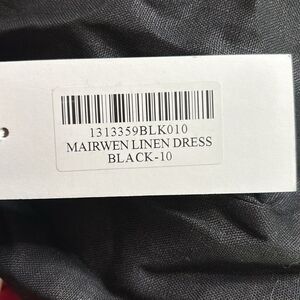 1313359BLK010
MAIRWEN LINEN DRESS
BLACK-10